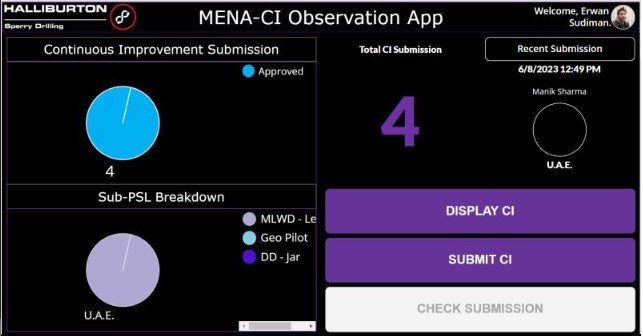 HALLIBURTON
Sperry Drilling
MENA-CI Observation App
Welcome, Erwan
Sudiman.
Continuous Improvement Submission
Approved
4
Total CI Submission
4
Recent Submission
6/8/2023 12:49 PM
Manik Sharma
U.A.E.
Sub-PSL Breakdown
MLWD - Le
Geo Pilot
DD - Jar
U.A.E.
DISPLAY CI
SUBMIT CI
CHECK SUBMISSION